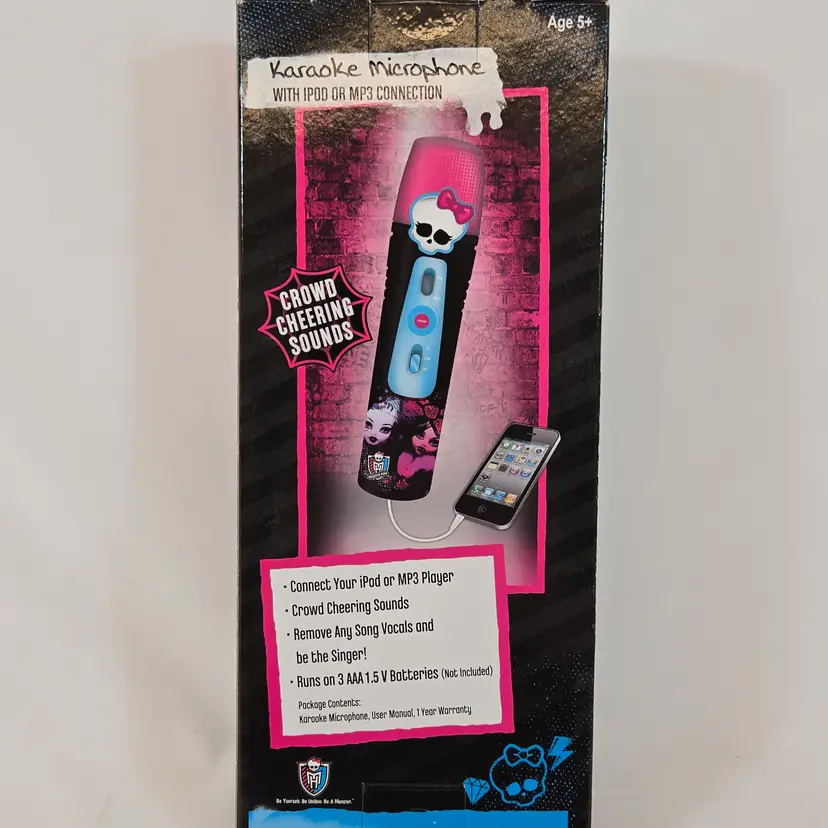 Age 5+
Karaoke Microphone
WITH IPOD OR MP3 CONNECTION
CROWD
CHEERING
SOUNDS
· Connect Your iPod or MP3 Player
· Crowd Cheering Sounds
· Remove Any Song Vocals and
be the Singer!
· Runs on 3 AAA 1.5 V Batteries (Not Included)
Package Contents:
Karaoke Microphone, User Manual, 1 Year Warranty
Be Yourself. Be Unique. Be A Monster.™